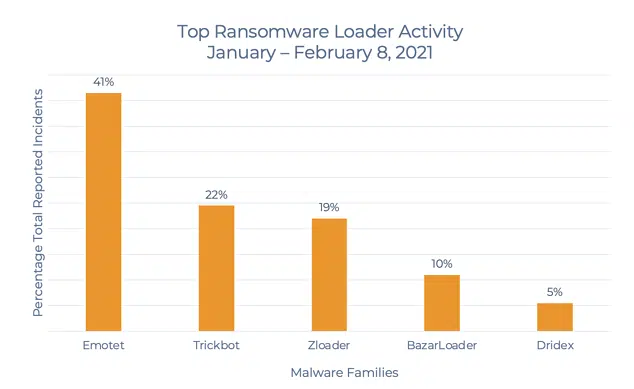 Top Ransomware Loader Activity
January – February 8, 2021
Percentage Total Reported Incidents
41%
22%
19%
10%
5%
Emotet
Trickbot
Zloader
BazarLoader
Dridex
Malware Families